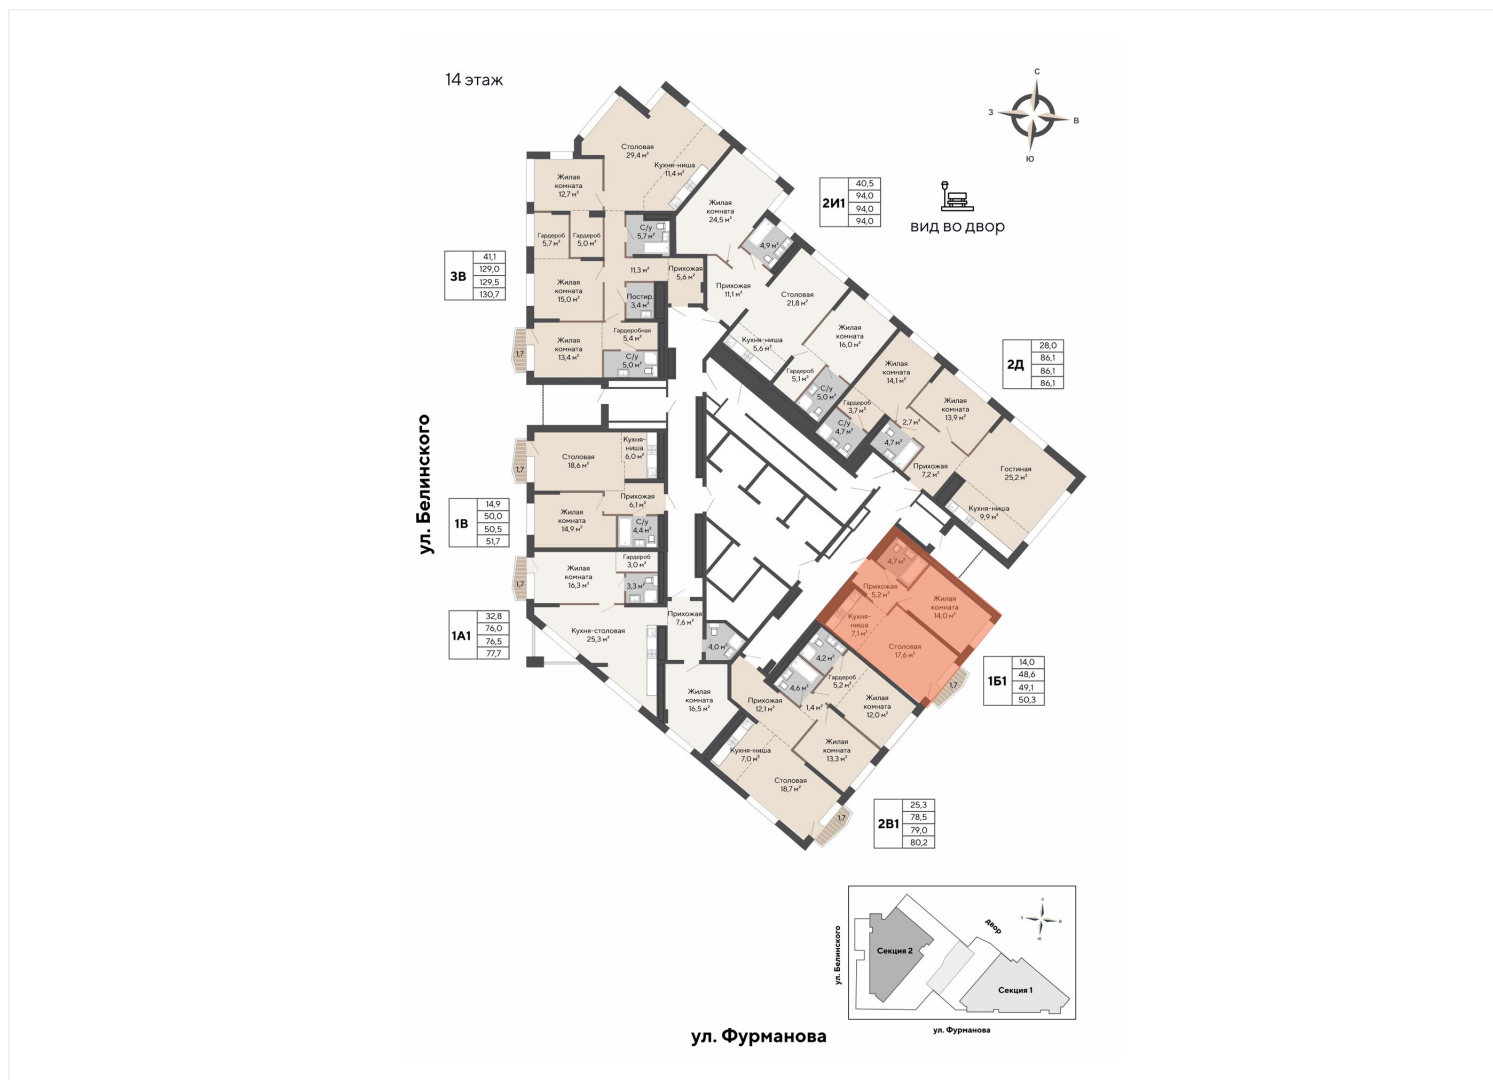 14 этаж
С
З
В
Ю
вид во двор
2И1
40,5
94,0
94,0
94,0
Столовая
29,4 м²
Кухня-ниша
11,4 м²
Жилая
комната
12,7 м²
Гардероб
5,7 м²
Гардероб
5,0 м²
С/у
5,7 м²
11,3 м²
Прихожая
5,6 м²
Жилая
комната
15,0 м²
Постир.
3,4 м²
Гардеробная
5,4 м²
Жилая
комната
13,4 м²
С/у
5,0 м²
1,7
3В
41,1
129,0
129,5
130,7
Жилая
комната
24,5 м²
4,9 м²
Прихожая
11,1 м²
Столовая
21,8 м²
Кухня-ниша
5,6 м²
Жилая
комната
16,0 м²
Гардероб
5,1 м²
С/у
5,0 м²
2Д
28,0
86,1
86,1
86,1
Жилая
комната
14,1 м²
Гардероб
3,7 м²
С/у
4,7 м²
2,7 м²
4,7 м²
Жилая
комната
13,9 м²
Прихожая
7,2 м²
Гостиная
25,2 м²
Кухня-ниша
9,9 м²
ул. Белинского
Столовая
18,6 м²
Кухня-
ниша
6,0 м²
1,7
Прихожая
6,1 м²
Жилая
комната
14,9 м²
С/у
4,4 м²
1В
14,9
50,0
50,5
51,7
Гардероб
3,0 м²
Жилая
комната
16,3 м²
3,3 м²
1,7
Прихожая
7,6 м²
Кухня-столовая
25,3 м²
4,0 м²
Жилая
комната
16,5 м²
1А1
32,8
76,0
76,5
77,7
4,7 м²
Прихожая
5,2 м²
Жилая
комната
14,0 м²
Кухня-
ниша
7,1 м²
Столовая
17,6 м²
1,7
1Б1
14,0
48,6
49,1
50,3
4,2 м²
4,6 м²
Гардероб
5,2 м²
1,4 м²
Прихожая
12,1 м²
Жилая
комната
12,0 м²
Жилая
комната
13,3 м²
Кухня-ниша
7,0 м²
Столовая
18,7 м²
1,7
2В1
25,3
78,5
79,0
80,2
ул. Белинского
Секция 2
двор
Секция 1
ул. Фурманова
ул. Фурманова